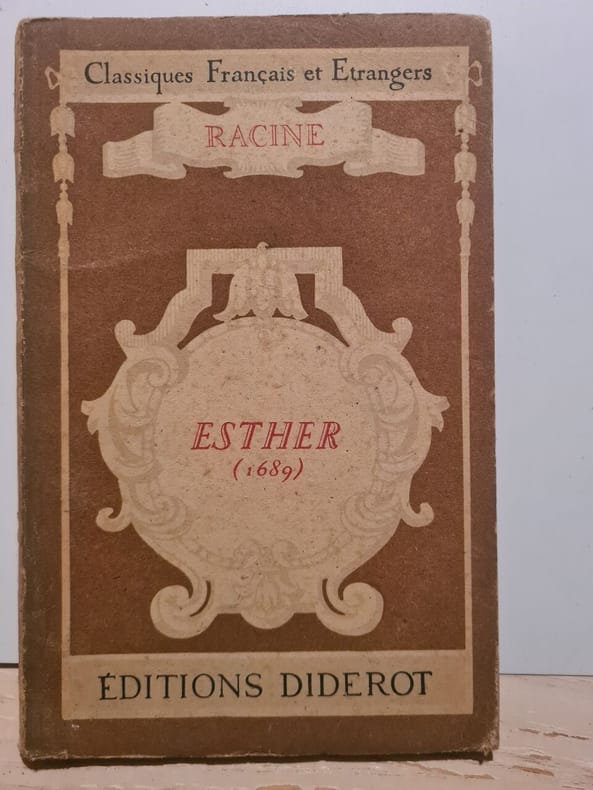 Classiques Français et Etrangers
RACINE
ESTHER
(1689)
ÉDITIONS DIDEROT